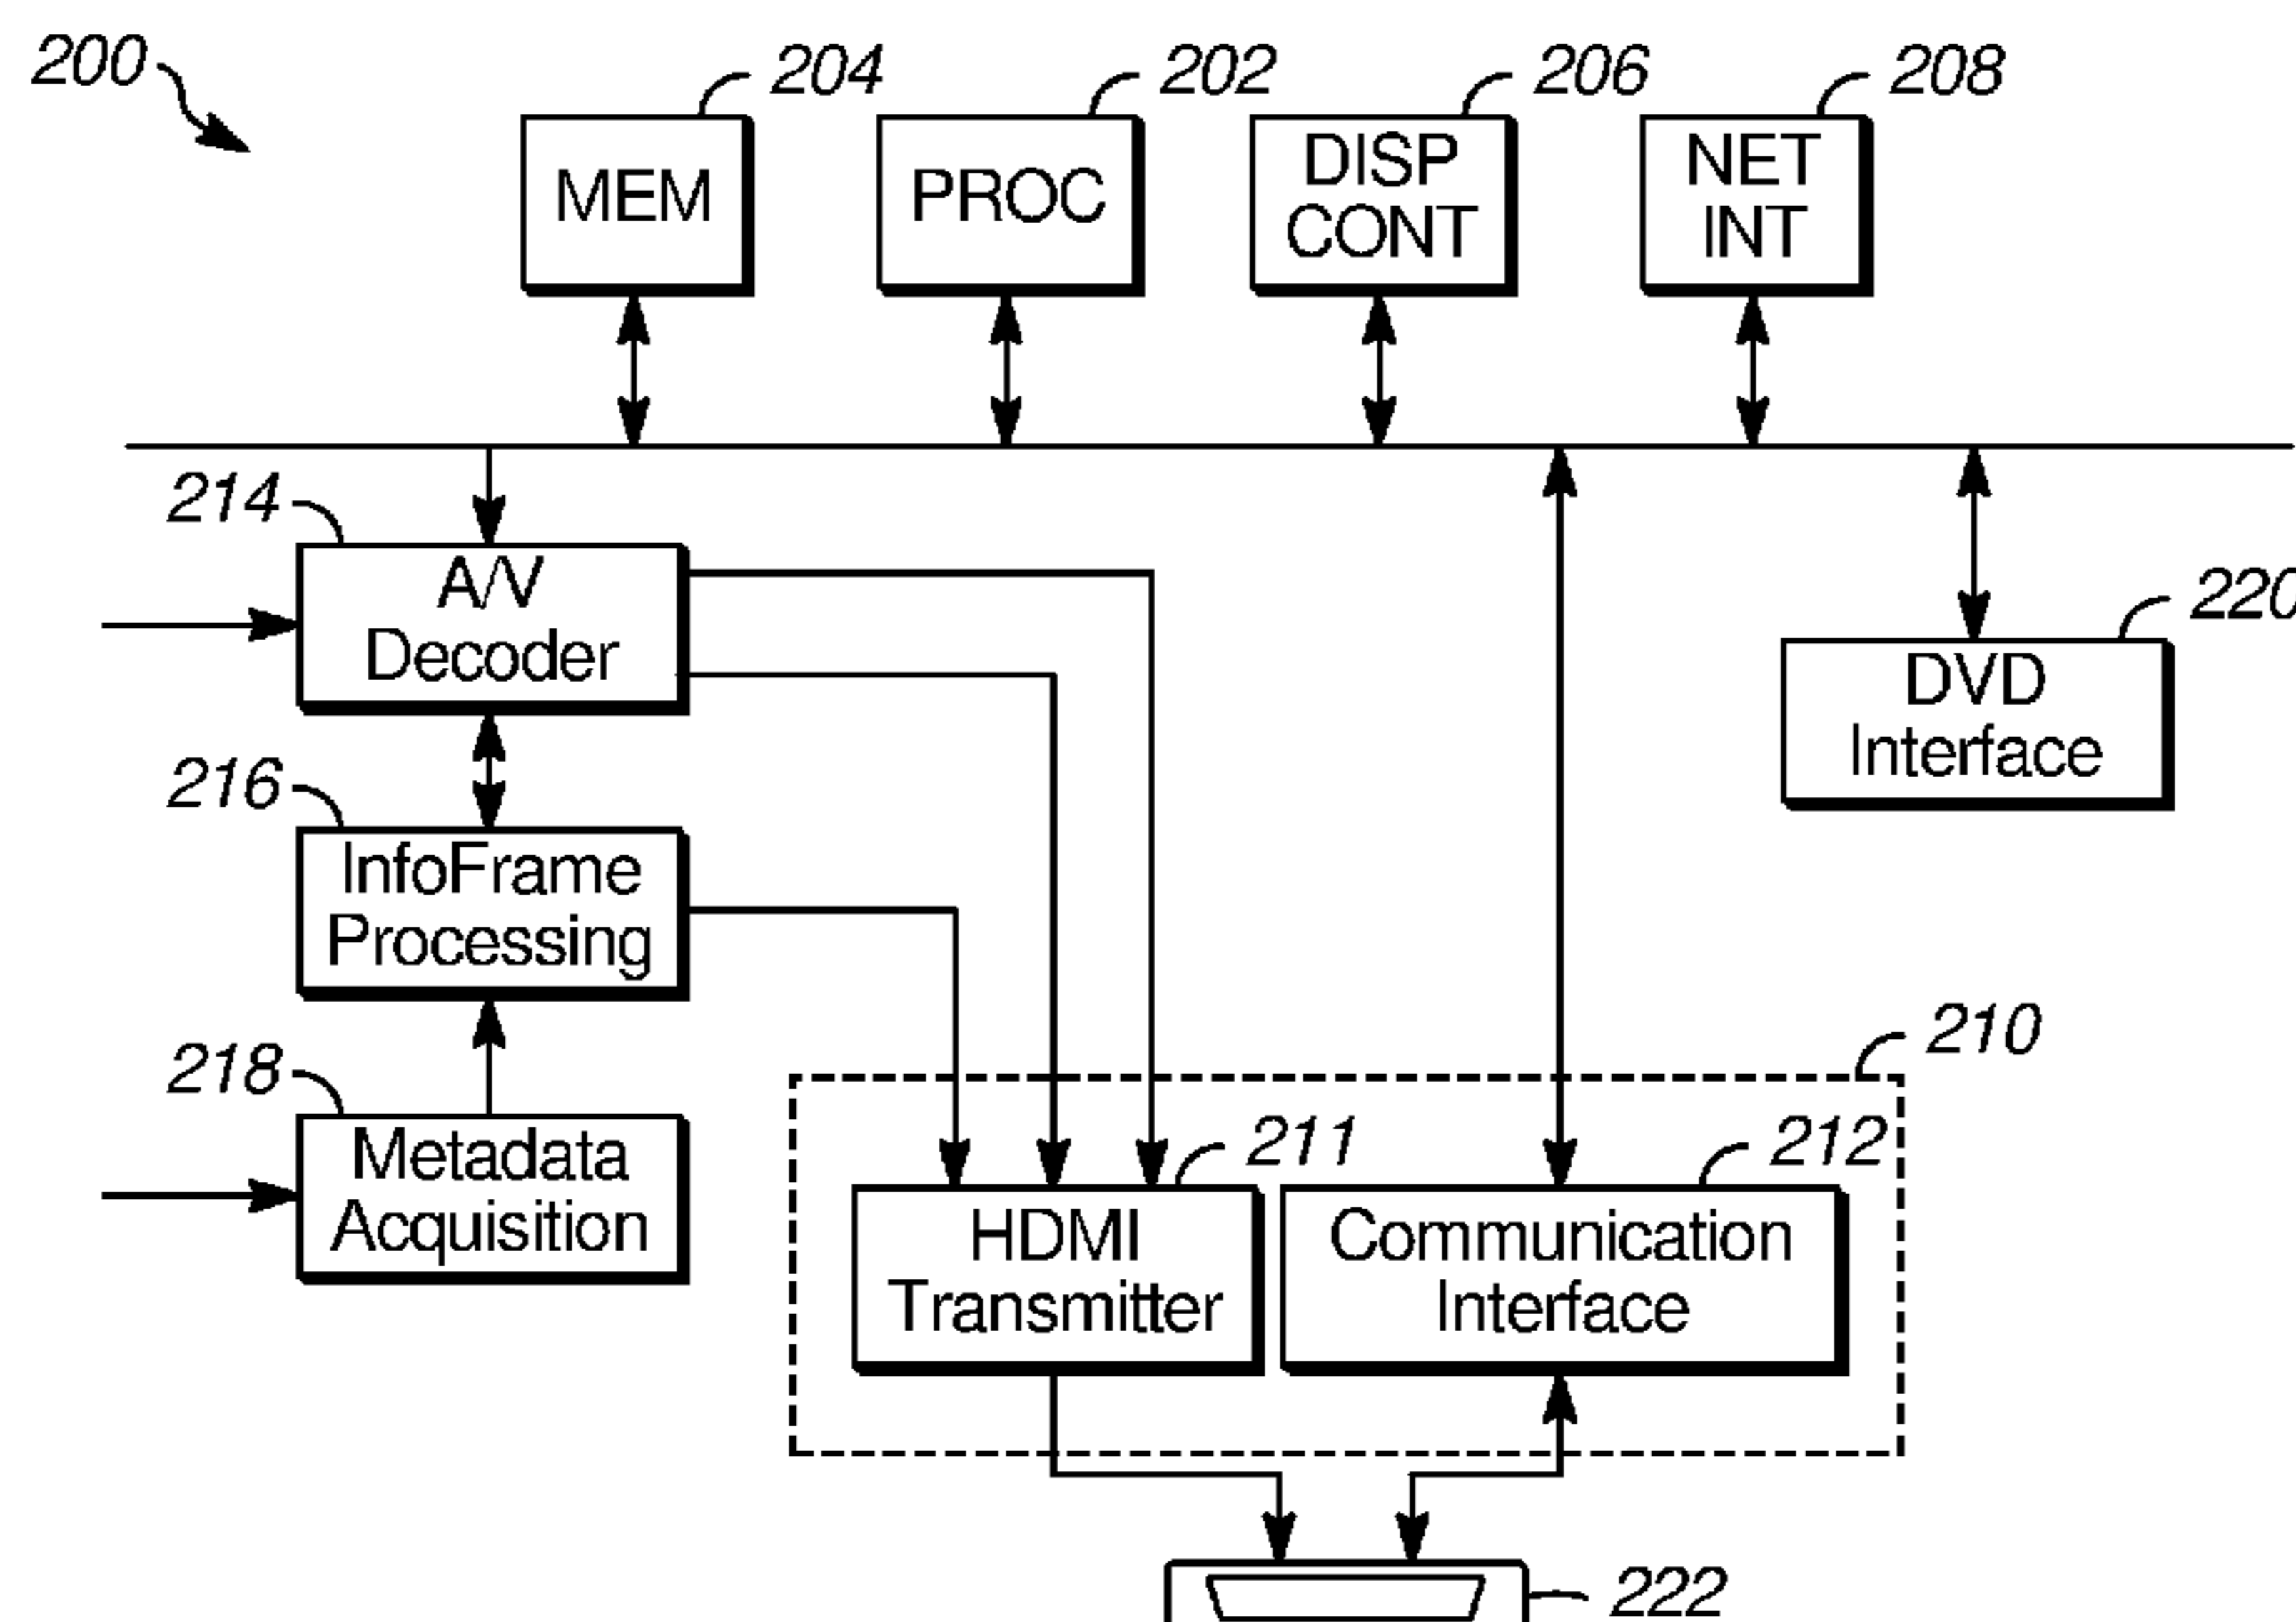 200
204
202
206
208
MEM
PROC
DISP
CONT
NET
INT
214
A/V
Decoder
220
DVD
Interface
216
InfoFrame
Processing
210
218
Metadata
Acquisition
211
212
HDMI
Transmitter
Communication
Interface
222